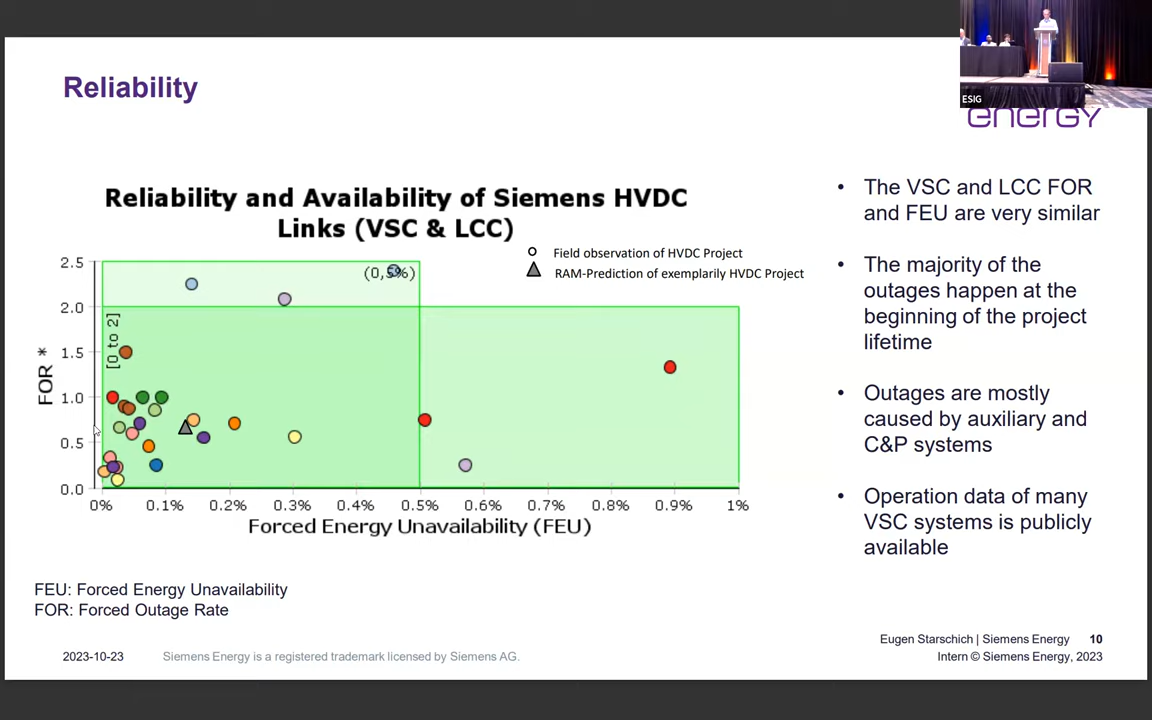 Reliability
ESIG
energy
Reliability and Availability of Siemens HVDC
Links (VSC & LCC)
Field observation of HVDC Project
RAM-Prediction of exemplarily HVDC Project
(0,5%)
[0 to 2]
FOR *
2.5
2.0
1.5
1.0
0.5
0.0
0% 0.1% 0.2% 0.3% 0.4% 0.5% 0.6% 0.7% 0.8% 0.9% 1%
Forced Energy Unavailability (FEU)
• The VSC and LCC FOR
and FEU are very similar
• The majority of the
outages happen at the
beginning of the project
lifetime
• Outages are mostly
caused by auxiliary and
C&P systems
• Operation data of many
VSC systems is publicly
available
FEU: Forced Energy Unavailability
FOR: Forced Outage Rate
2023-10-23
Siemens Energy is a registered trademark licensed by Siemens AG.
Eugen Starschich | Siemens Energy 10
Intern © Siemens Energy, 2023